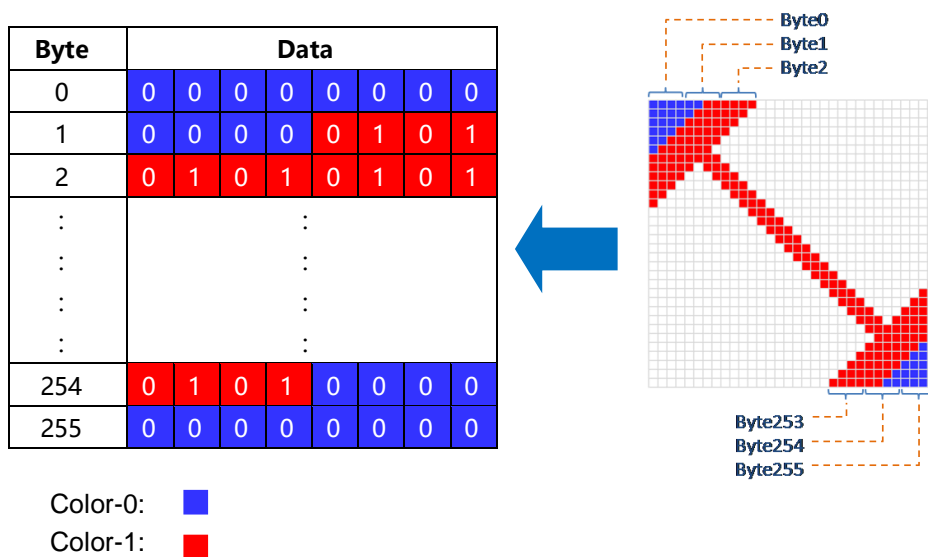 Byte Data
0 0 0 0 0 0 0 0 0
1 0 0 0 0 0 1 0 1
2 0 1 0 1 0 1 0 1
: :
: :
: :
: :
254 0 1 0 1 0 0 0 0
255 0 0 0 0 0 0 0 0
Color-0:
Color-1:
Byte0
Byte1
Byte2
Byte253
Byte254
Byte255